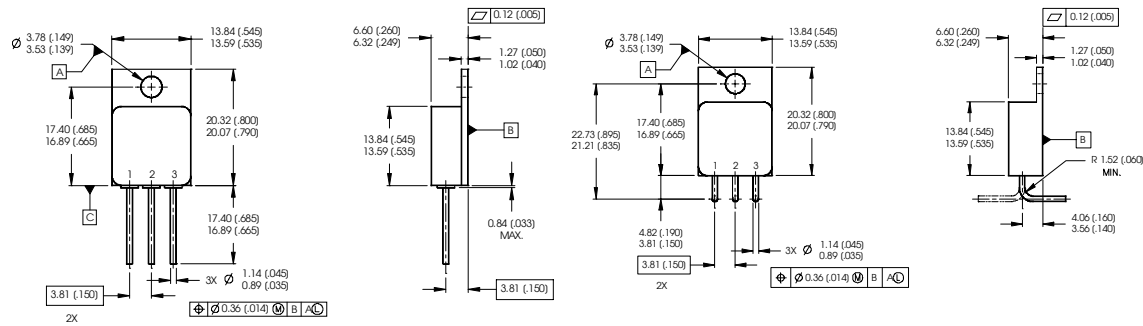 Ø 3.78 (.149)
3.53 (.139)
13.84 (.545)
13.59 (.535)
A
17.40 (.685)
16.89 (.665)
20.32 (.800)
20.07 (.790)
1 2 3
C
17.40 (.685)
16.89 (.665)
3X Ø 1.14 (.045)
0.89 (.035)
3.81 (.150)
2X
⌖ Ø 0.36 (.014) Ⓜ B A Ⓛ
⏥ 0.12 (.005)
6.60 (.260)
6.32 (.249)
1.27 (.050)
1.02 (.040)
13.84 (.545)
13.59 (.535)
B
0.84 (.033)
MAX.
3.81 (.150)
Ø 3.78 (.149)
3.53 (.139)
13.84 (.545)
13.59 (.535)
A
22.73 (.895)
21.21 (.835)
17.40 (.685)
16.89 (.665)
20.32 (.800)
20.07 (.790)
1 2 3
4.82 (.190)
3.81 (.150)
3.81 (.150)
2X
3X Ø 1.14 (.045)
0.89 (.035)
⌖ Ø 0.36 (.014) Ⓜ B A Ⓛ
⏥ 0.12 (.005)
6.60 (.260)
6.32 (.249)
1.27 (.050)
1.02 (.040)
13.84 (.545)
13.59 (.535)
B
R 1.52 (.060)
MIN.
4.06 (.160)
3.56 (.140)